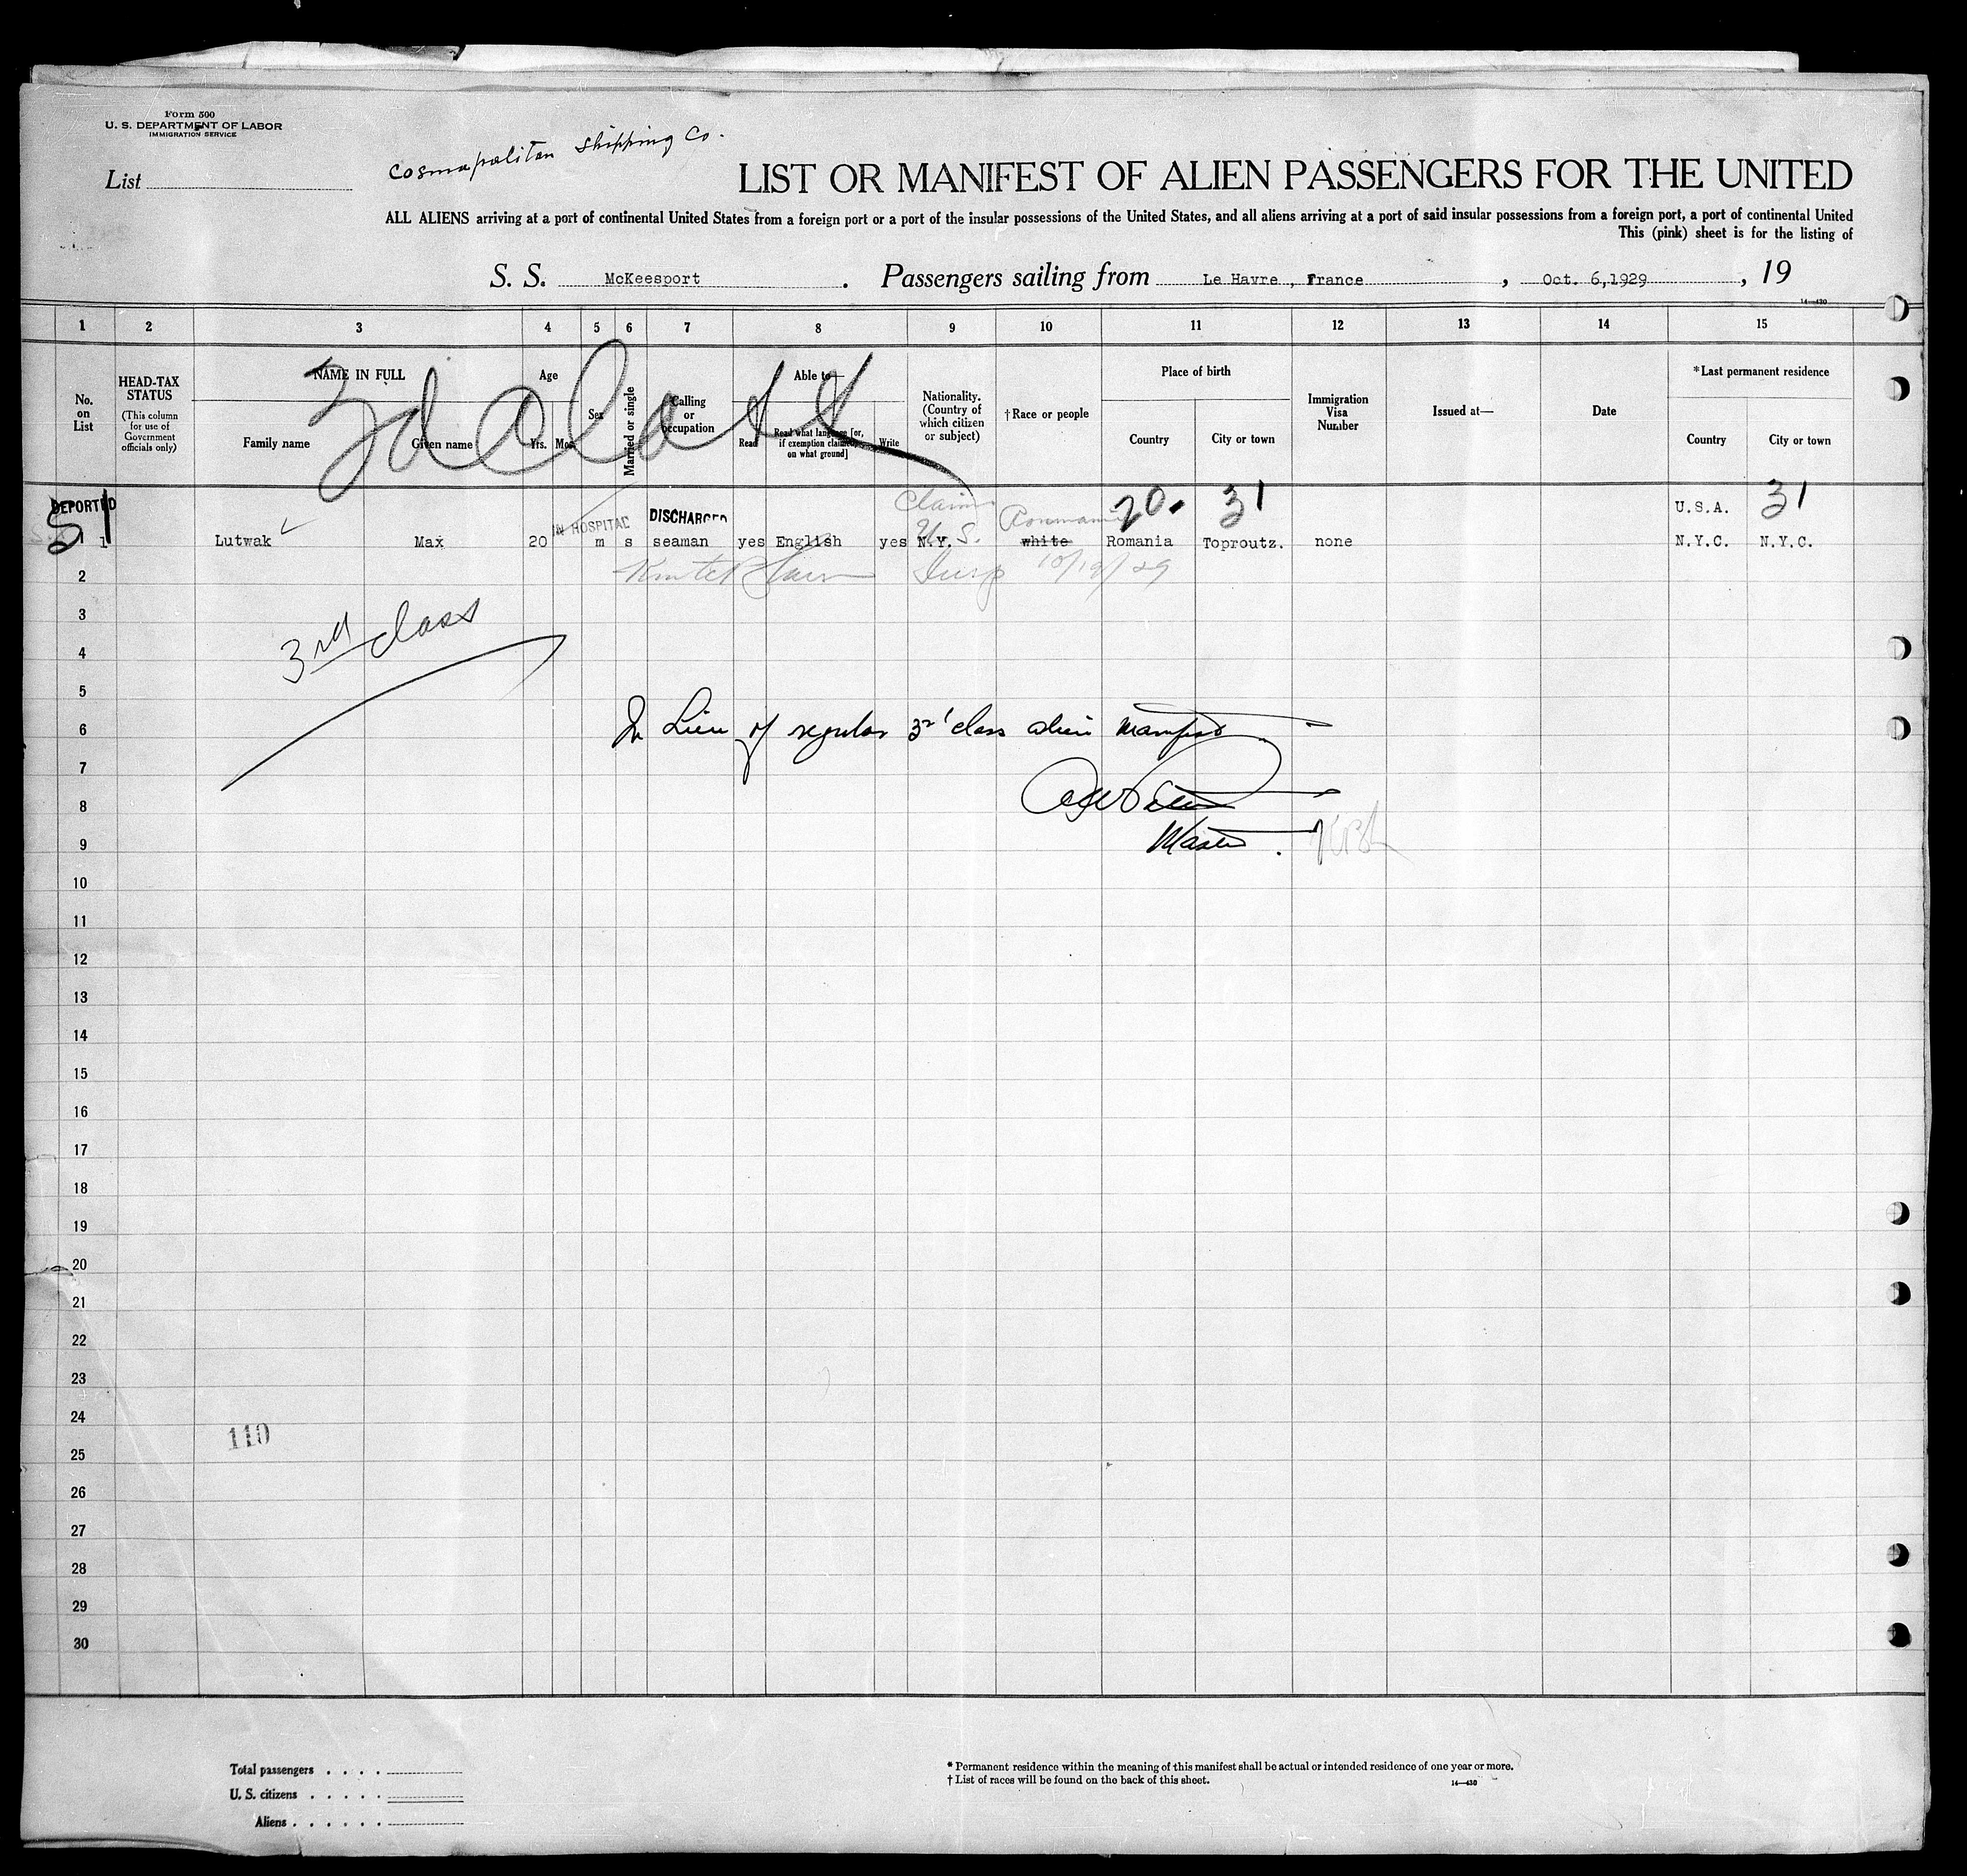 Form 500
U. S. DEPARTMENT OF LABOR
IMMIGRATION SERVICE
List
Cosmopolitan Shipping Co.
LIST OR MANIFEST OF ALIEN PASSENGERS FOR THE UNITED
ALL ALIENS arriving at a port of continental United States from a foreign port or a port of the insular possessions of the United States, and all aliens arriving at a port of said insular possessions from a foreign port, a port of continental United
This (pink) sheet is for the listing of
S. S. McKeesport . Passengers sailing from Le Havre , France , Oct. 6,1929 , 19
14—430
1 2 3 4 5 6 7 8 9 10 11 12 13 14 15
No. on List
HEAD-TAX STATUS
(This column for use of Government officials only)
NAME IN FULL
Family name
Given name
Age
Yrs. Mos.
Sex
Married or single
Calling or occupation
Able to—
Read
Read what language [or, if exemption claimed, on what ground]
Write
Nationality. (Country of which citizen or subject)
†Race or people
Place of birth
Country
City or town
Immigration Visa Number
Issued at—
Date
*Last permanent residence
Country
City or town
3d Class
DEPORTED
IN HOSPITAL
DISCHARGED
Claims
U. S.
Roumania
20.
31
U.S.A.
31
51
1 Lutwak Max 20 m s seaman yes English yes N.Y. white Romania Toproutz. none N.Y.C. N.Y.C.
2
Insp 10/19/29
3
3rd class
4
5
6
In Lieu of regular 3rd class alien manifest
7
8
9
Master.
10
11
12
13
14
15
16
17
18
19
20
21
22
23
24
110
25
26
27
28
29
30
Total passengers . . . .
U. S. citizens . . . . .
Aliens . . . . . .
* Permanent residence within the meaning of this manifest shall be actual or intended residence of one year or more.
† List of races will be found on the back of this sheet.
14—430